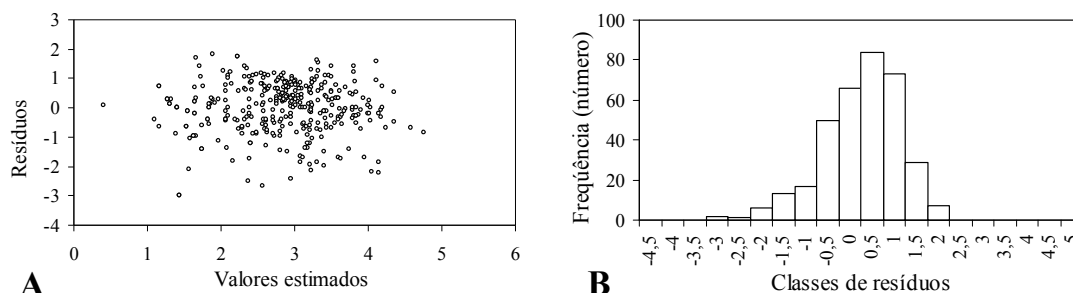 3
2
1
0
-1
-2
-3
-4
0 1 2 3 4 5 6
Resíduos
Valores estimados
A
100
80
60
40
20
0
Freqúência (número)
-4,5 -4 -3,5 -3 -2,5 -2 -1,5 -1 -0,5 0 0,5 1 1,5 2 2,5 3 3,5 4 4,5 5
Classes de resíduos
B